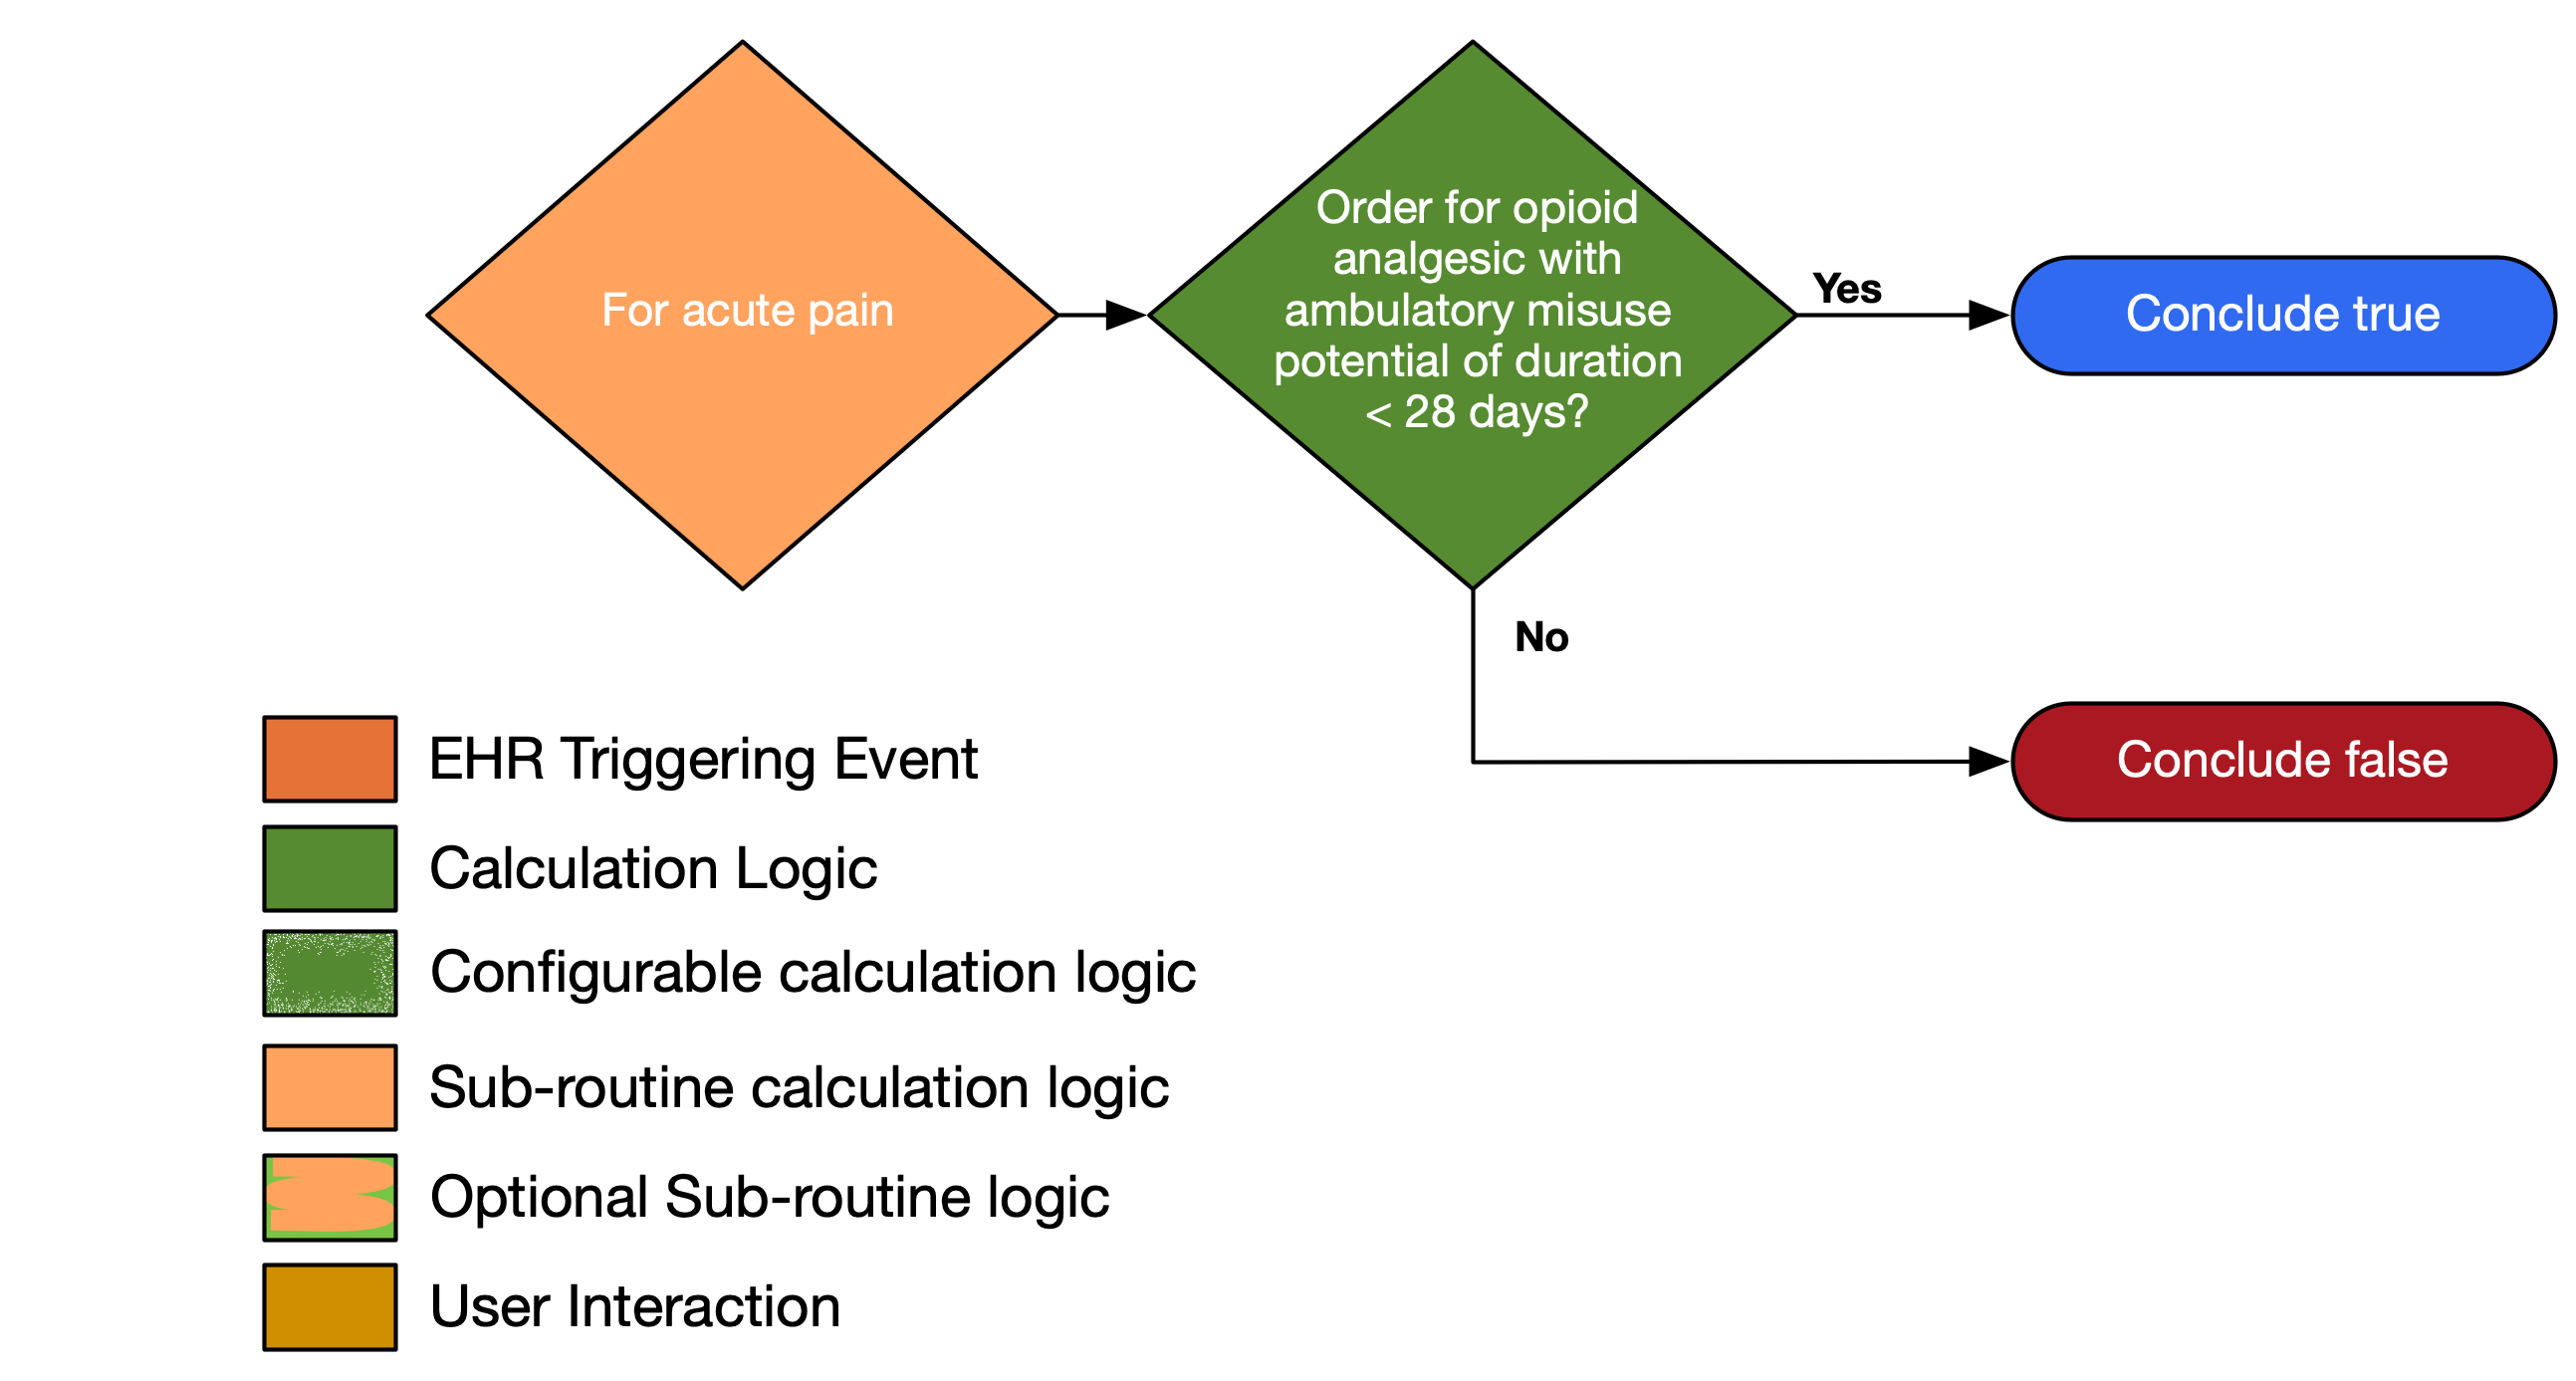 For acute pain
Order for opioid
analgesic with
ambulatory misuse
potential of duration
< 28 days?
Yes
Conclude true
No
Conclude false
EHR Triggering Event
Calculation Logic
Configurable calculation logic
Sub-routine calculation logic
Optional Sub-routine logic
User Interaction